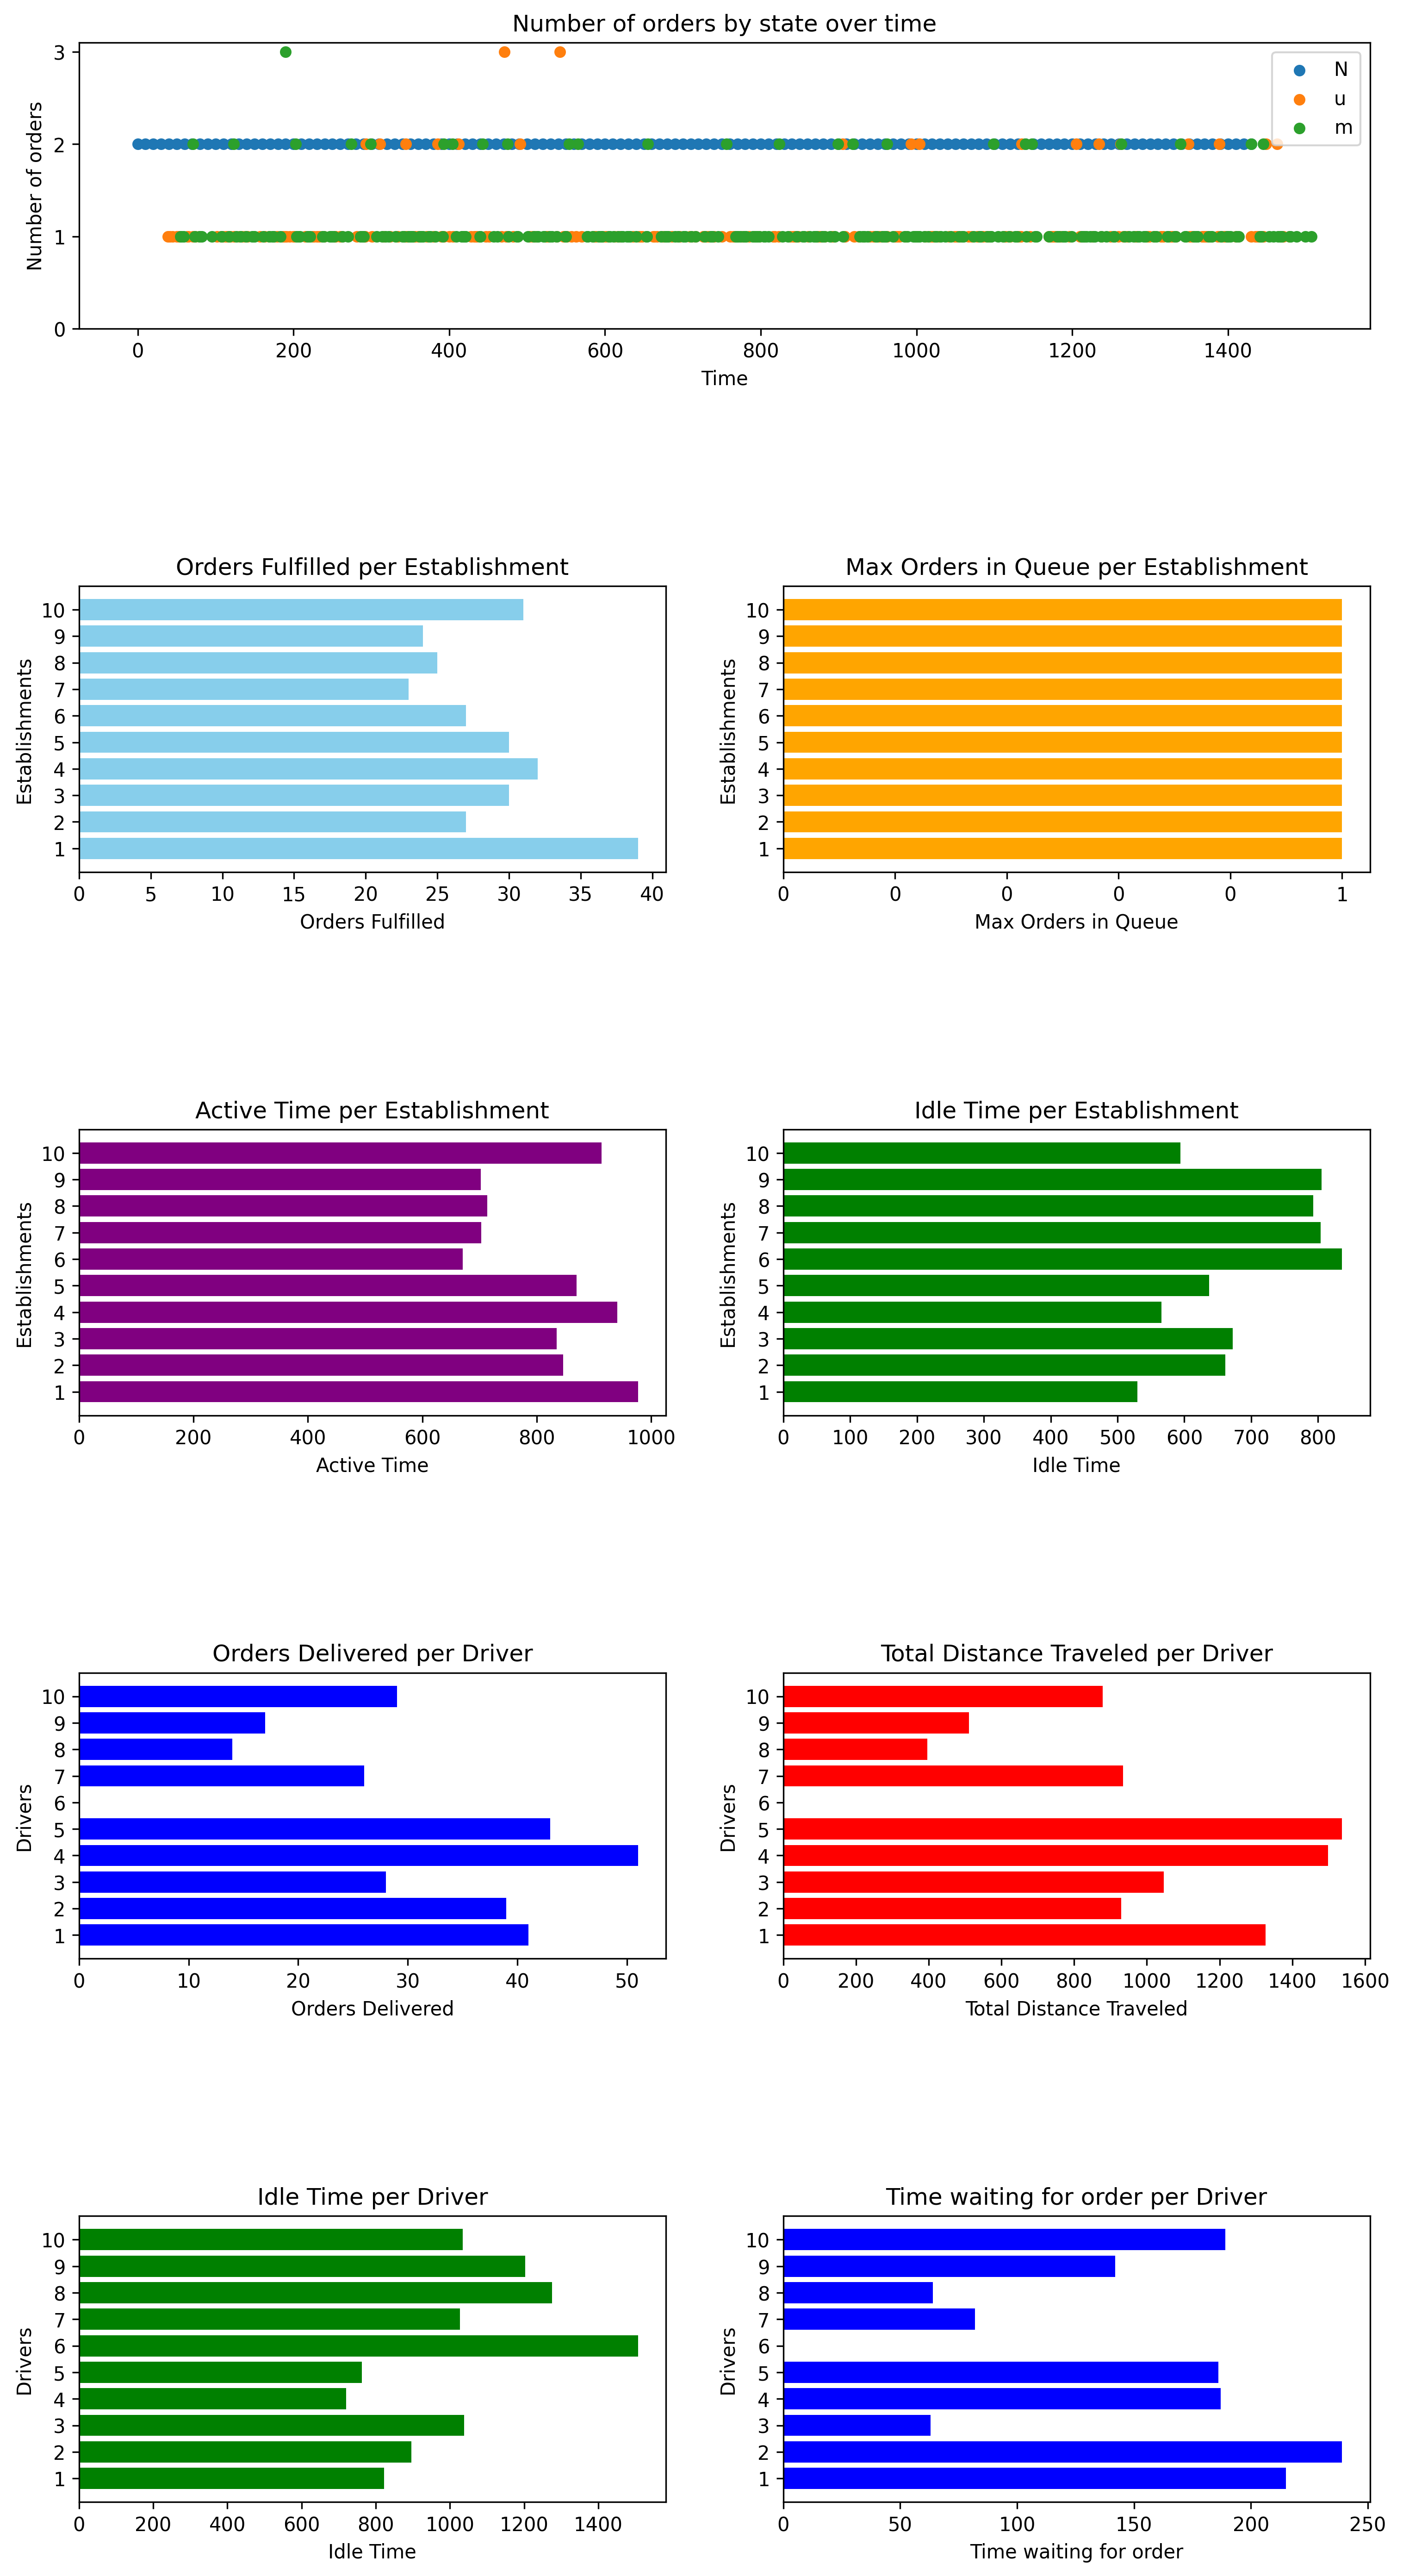 Number of orders by state over time
Number of orders
3
2
1
0
N
u
m
0 200 400 600 800 1000 1200 1400
Time
Orders Fulfilled per Establishment
Establishments
10
9
8
7
6
5
4
3
2
1
0 5 10 15 20 25 30 35 40
Orders Fulfilled
Max Orders in Queue per Establishment
Establishments
10
9
8
7
6
5
4
3
2
1
0 0 0 0 0 1
Max Orders in Queue
Active Time per Establishment
Establishments
10
9
8
7
6
5
4
3
2
1
0 200 400 600 800 1000
Active Time
Idle Time per Establishment
Establishments
10
9
8
7
6
5
4
3
2
1
0 100 200 300 400 500 600 700 800
Idle Time
Orders Delivered per Driver
Drivers
10
9
8
7
6
5
4
3
2
1
0 10 20 30 40 50
Orders Delivered
Total Distance Traveled per Driver
Drivers
10
9
8
7
6
5
4
3
2
1
0 200 400 600 800 1000 1200 1400 1600
Total Distance Traveled
Idle Time per Driver
Drivers
10
9
8
7
6
5
4
3
2
1
0 200 400 600 800 1000 1200 1400
Idle Time
Time waiting for order per Driver
Drivers
10
9
8
7
6
5
4
3
2
1
0 50 100 150 200 250
Time waiting for order